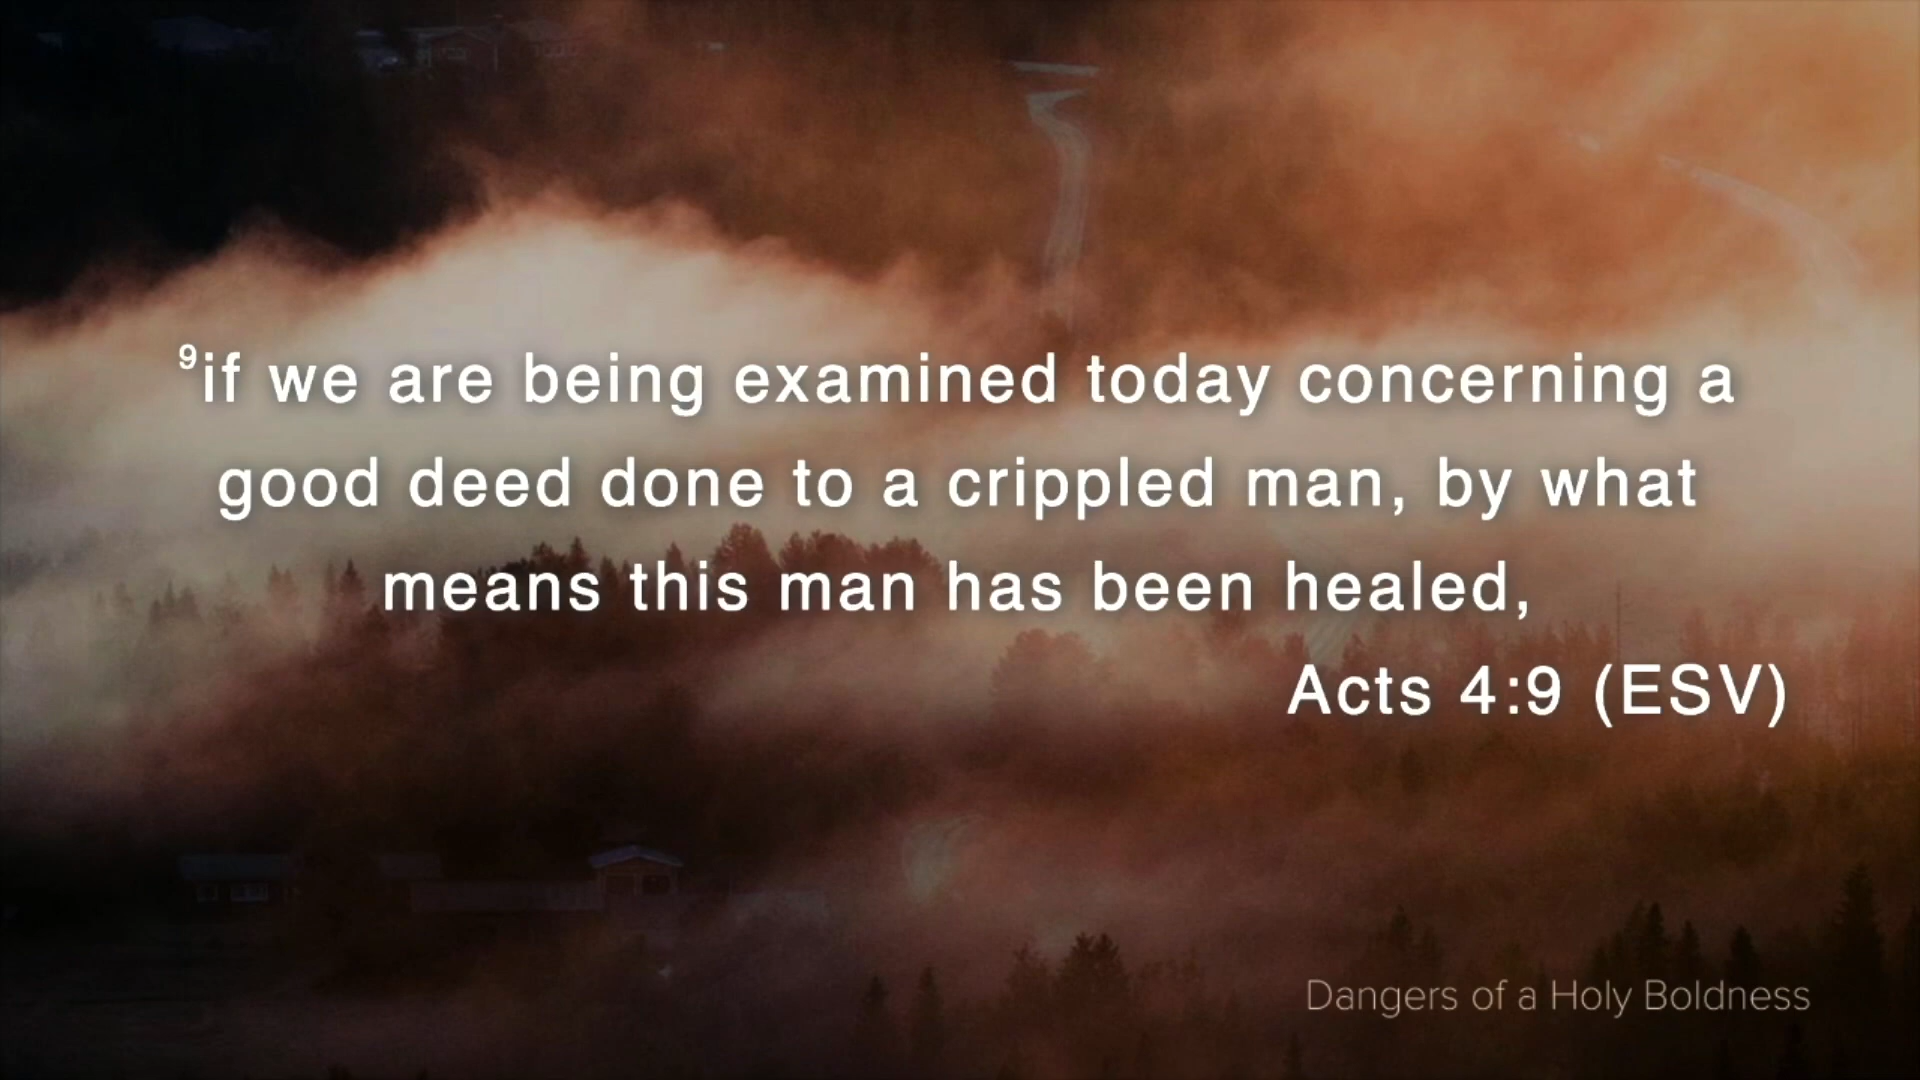 ⁹if we are being examined today concerning a
good deed done to a crippled man, by what
means this man has been healed,
Acts 4:9 (ESV)
Dangers of a Holy Boldness